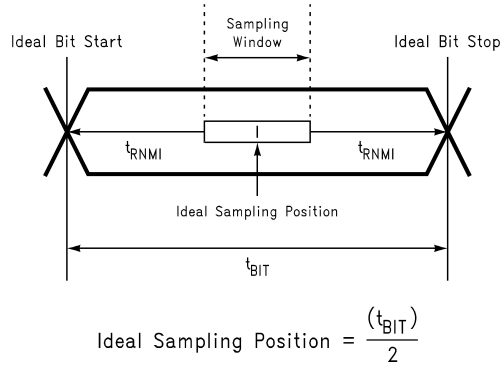 Sampling
Window
Ideal Bit Start
Ideal Bit Stop
tRNMI
tRNMI
Ideal Sampling Position
tBIT
Ideal Sampling Position = (tBIT)
2